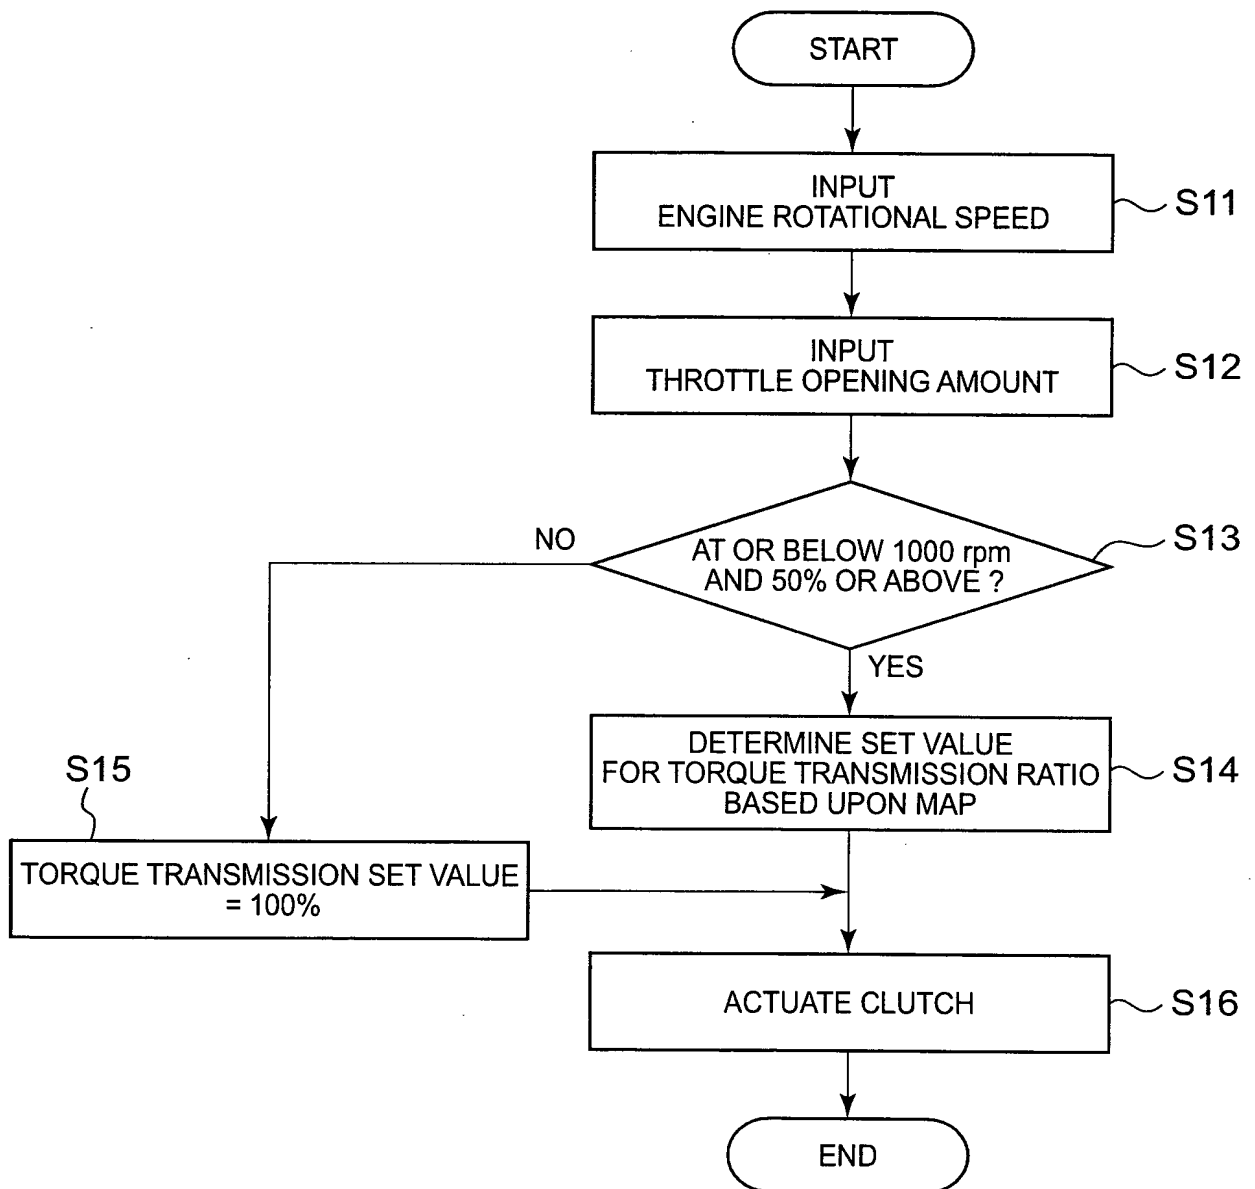 START
INPUT
ENGINE ROTATIONAL SPEED
S11
INPUT
THROTTLE OPENING AMOUNT
S12
AT OR BELOW 1000 rpm
AND 50% OR ABOVE ?
S13
NO
YES
DETERMINE SET VALUE
FOR TORQUE TRANSMISSION RATIO
BASED UPON MAP
S14
S15
TORQUE TRANSMISSION SET VALUE
= 100%
ACTUATE CLUTCH
S16
END